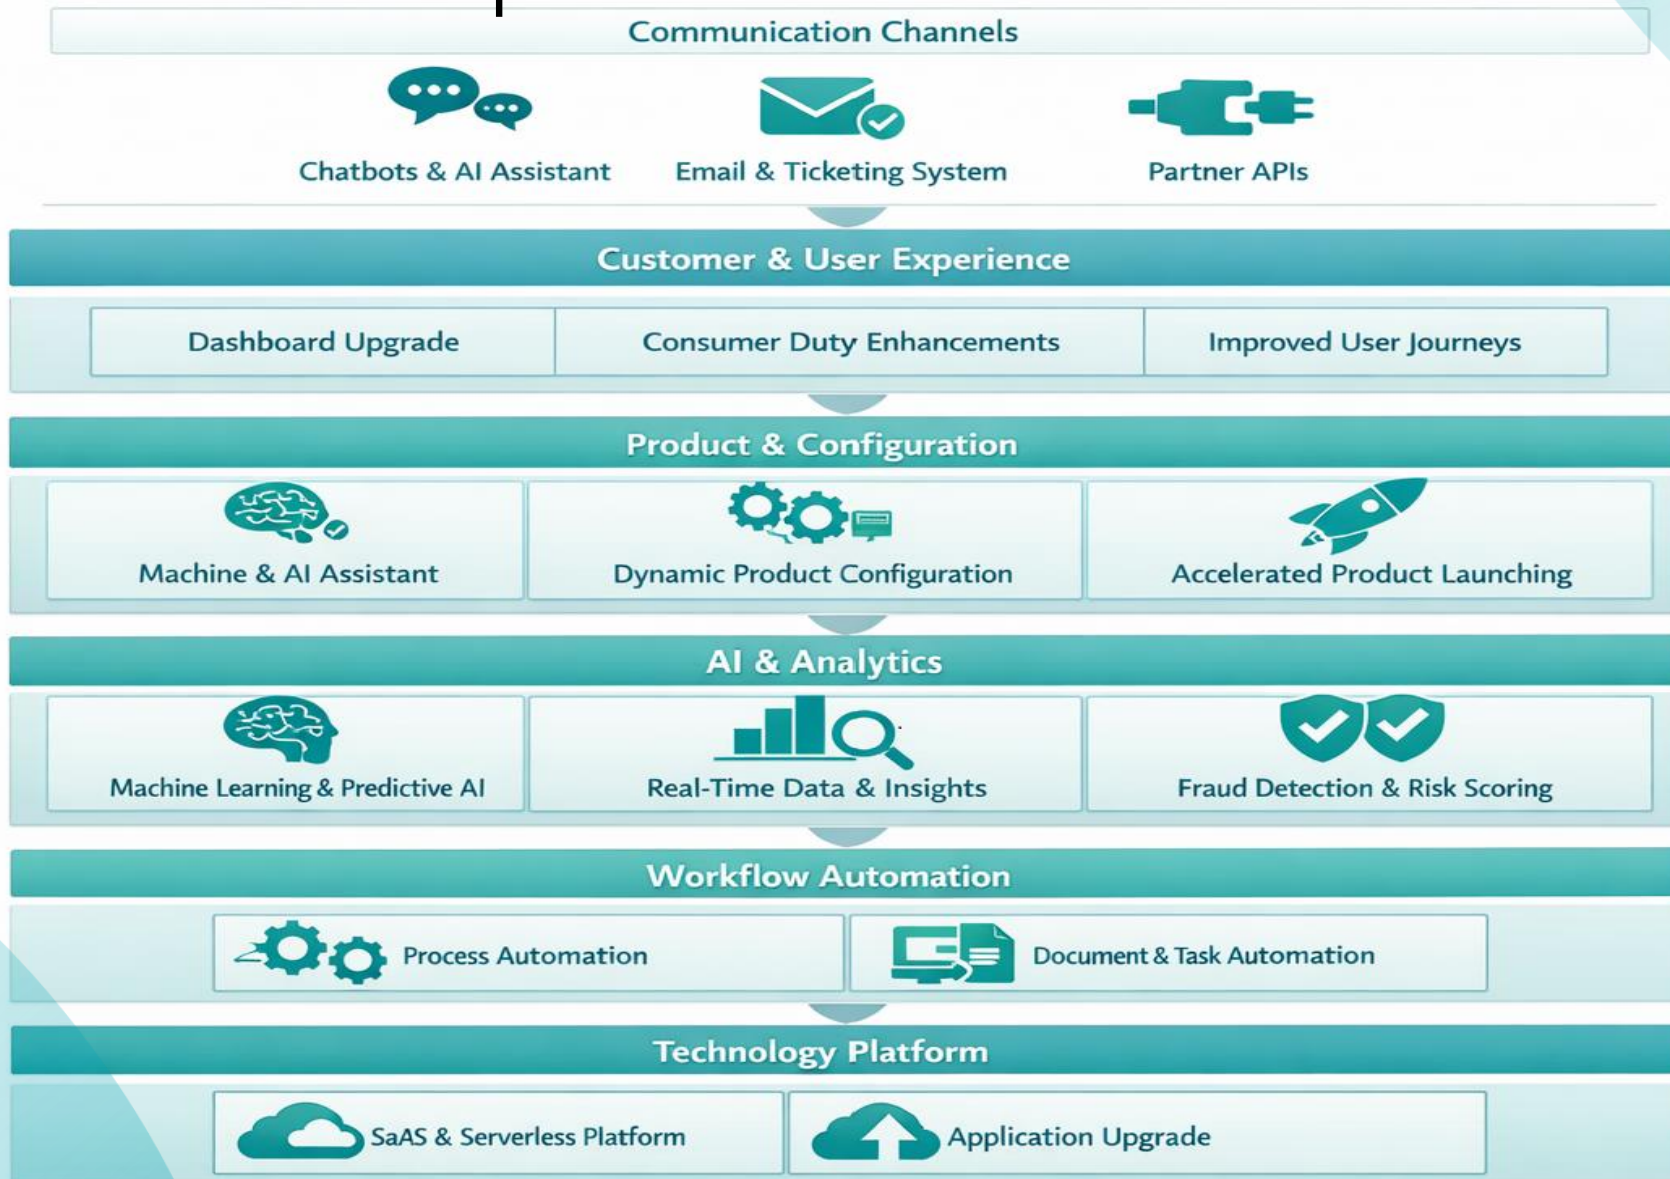 Communication Channels
Chatbots & AI Assistant
Email & Ticketing System
Partner APIs
Customer & User Experience
Dashboard Upgrade
Consumer Duty Enhancements
Improved User Journeys
Product & Configuration
Machine & AI Assistant
Dynamic Product Configuration
Accelerated Product Launching
AI & Analytics
Machine Learning & Predictive AI
Real-Time Data & Insights
Fraud Detection & Risk Scoring
Workflow Automation
Process Automation
Document & Task Automation
Technology Platform
SaAS & Serverless Platform
Application Upgrade